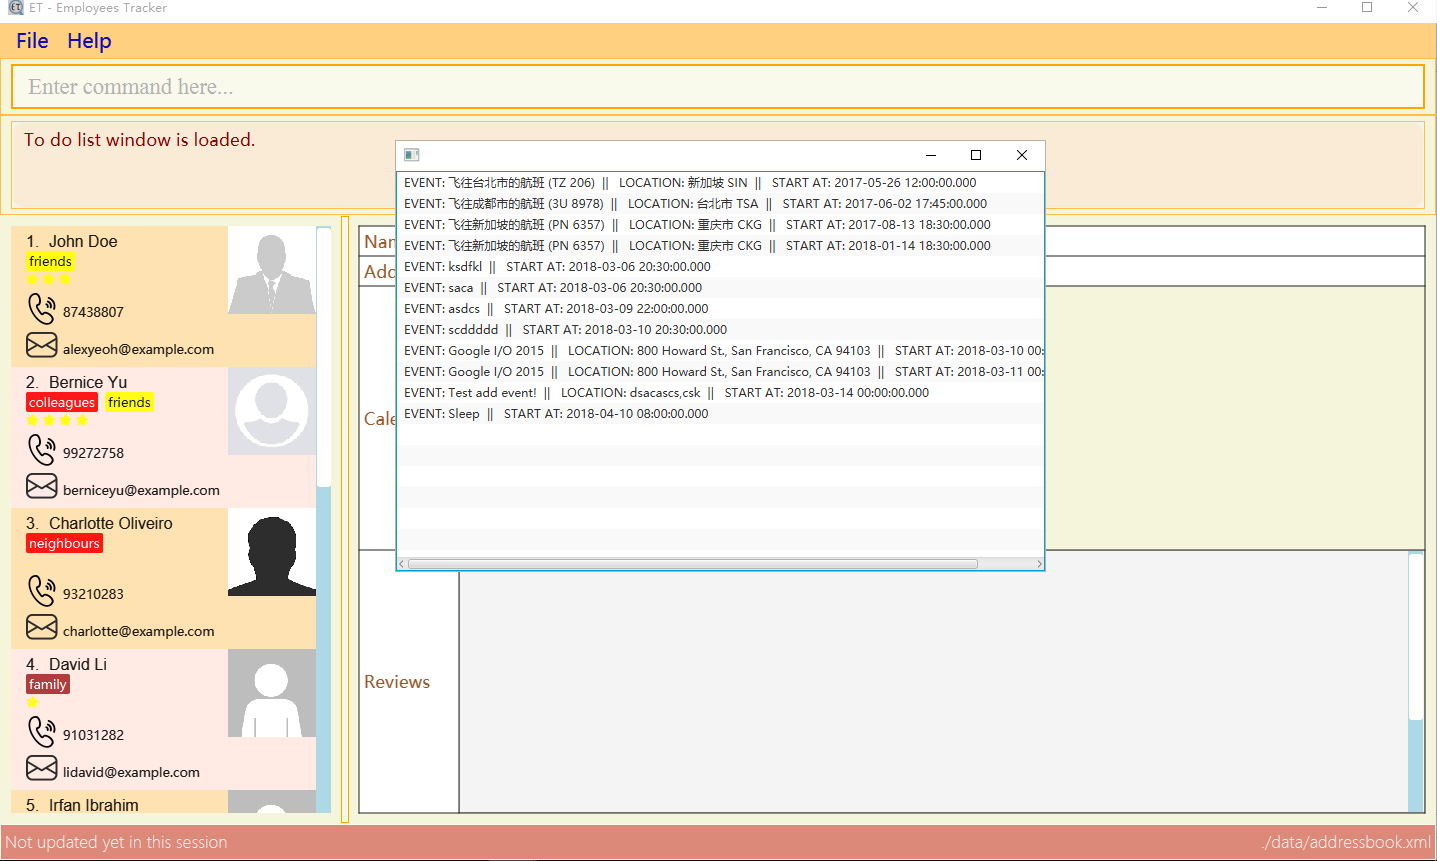 ET - Employees Tracker
File Help
Enter command here...
To do list window is loaded.
EVENT: 飞往台北市的航班 (TZ 206) || LOCATION: 新加坡 SIN || START AT: 2017-05-26 12:00:00.000
EVENT: 飞往成都市的航班 (3U 8978) || LOCATION: 台北市 TSA || START AT: 2017-06-02 17:45:00.000
EVENT: 飞往新加坡的航班 (PN 6357) || LOCATION: 重庆市 CKG || START AT: 2017-08-13 18:30:00.000
EVENT: 飞往新加坡的航班 (PN 6357) || LOCATION: 重庆市 CKG || START AT: 2018-01-14 18:30:00.000
EVENT: ksdfkl || START AT: 2018-03-06 20:30:00.000
EVENT: saca || START AT: 2018-03-06 20:30:00.000
EVENT: asdcs || START AT: 2018-03-09 22:00:00.000
EVENT: scddddd || START AT: 2018-03-10 20:30:00.000
EVENT: Google I/O 2015 || LOCATION: 800 Howard St., San Francisco, CA 94103 || START AT: 2018-03-10 00:
EVENT: Google I/O 2015 || LOCATION: 800 Howard St., San Francisco, CA 94103 || START AT: 2018-03-11 00:
EVENT: Test add event! || LOCATION: dsacascs,csk || START AT: 2018-03-14 00:00:00.000
EVENT: Sleep || START AT: 2018-04-10 08:00:00.000
1. John Doe
friends
87438807
alexyeoh@example.com
2. Bernice Yu
colleagues friends
99272758
berniceyu@example.com
3. Charlotte Oliveiro
neighbours
93210283
charlotte@example.com
4. David Li
family
91031282
lidavid@example.com
5. Irfan Ibrahim
Reviews
Not updated yet in this session
./data/addressbook.xml